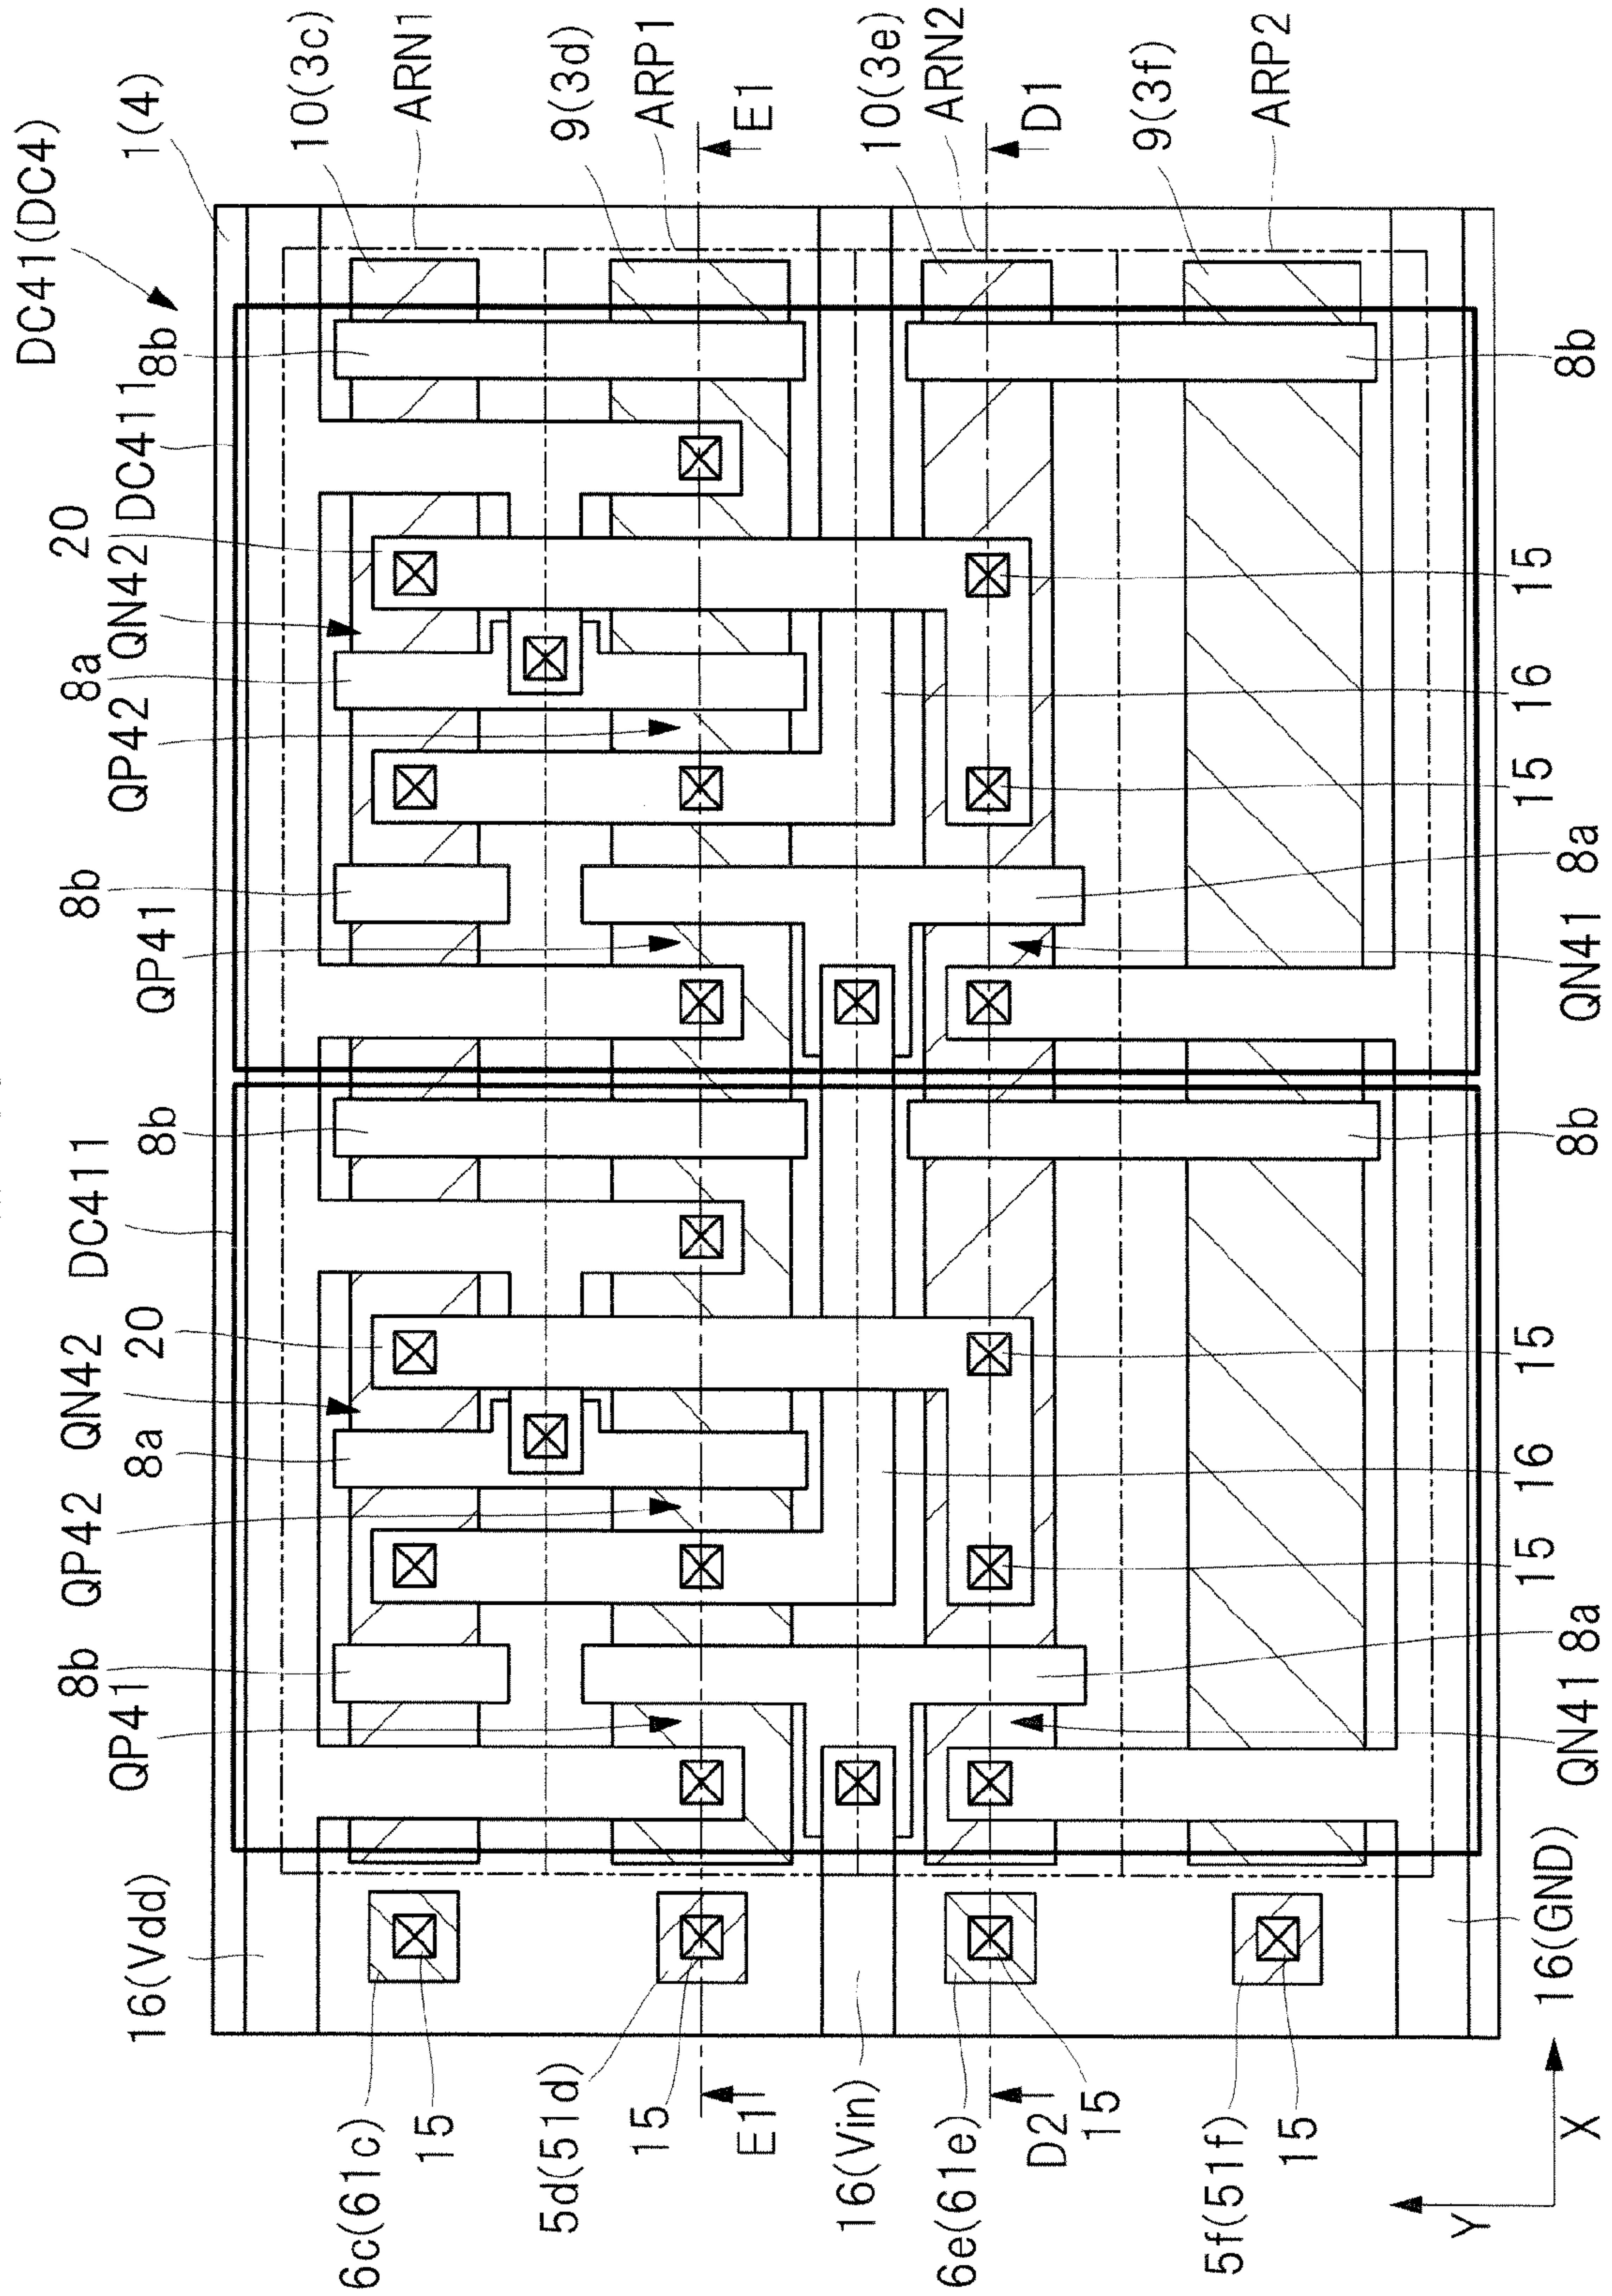 DC41(DC4)
1(4)
10(3c)
ARN1
9(3d)
ARP1
E1
10(3e)
ARN2
D1
9(3f)
ARP2
8b
DC411
20
QN42
8a
QP42
8b
QP41
8b
DC411
20
QN42
8a
QP42
8b
QP41
16(Vdd)
8b
15
16
15
8a
QN41
8b
15
16
15
8a
QN41
16(GND)
6c(61c)
15
5d(51d)
15
E1
16(Vin)
6e(61e)
D2
15
5f(51f)
15
Y
X